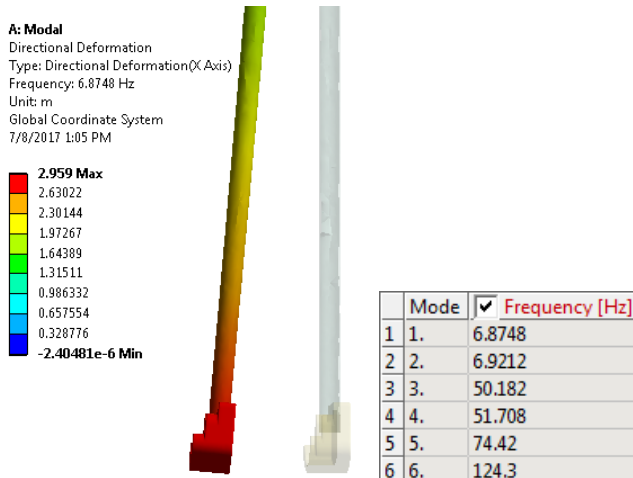 A: Modal
Directional Deformation
Type: Directional Deformation(X Axis)
Frequency: 6.8748 Hz
Unit: m
Global Coordinate System
7/8/2017 1:05 PM
2.959 Max
2.63022
2.30144
1.97267
1.64389
1.31511
0.986332
0.657554
0.328776
-2.40481e-6 Min
Mode Frequency [Hz]
1 1. 6.8748
2 2. 6.9212
3 3. 50.182
4 4. 51.708
5 5. 74.42
6 6. 124.3